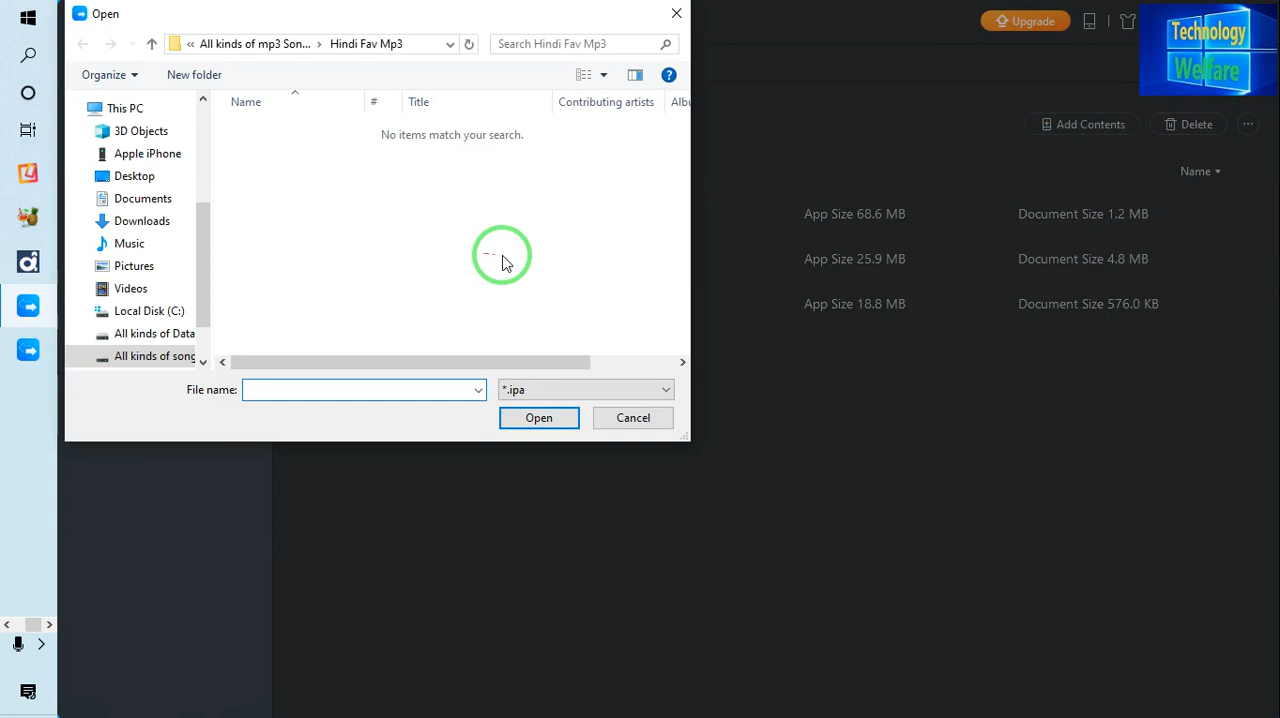 Open
Upgrade
Technology
Welfare
« All kinds of mp3 Son... > Hindi Fav Mp3
Search Hindi Fav Mp3
Organize
New folder
Name
#
Title
Contributing artists
Albu
No items match your search.
This PC
3D Objects
Apple iPhone
Desktop
Documents
Downloads
Music
Pictures
Videos
Local Disk (C:)
All kinds of Data
All kinds of song
File name:
*.ipa
Open
Cancel
Add Contents
Delete
Name
App Size 68.6 MB
Document Size 1.2 MB
App Size 25.9 MB
Document Size 4.8 MB
App Size 18.8 MB
Document Size 576.0 KB